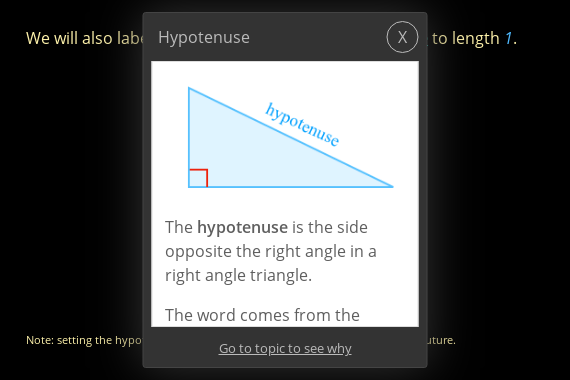 We will also labe
to length 1.
Hypotenuse
X
hypotenuse
The hypotenuse is the side
opposite the right angle in a
right angle triangle.
The word comes from the
Note: setting the hypo
uture.
Go to topic to see why